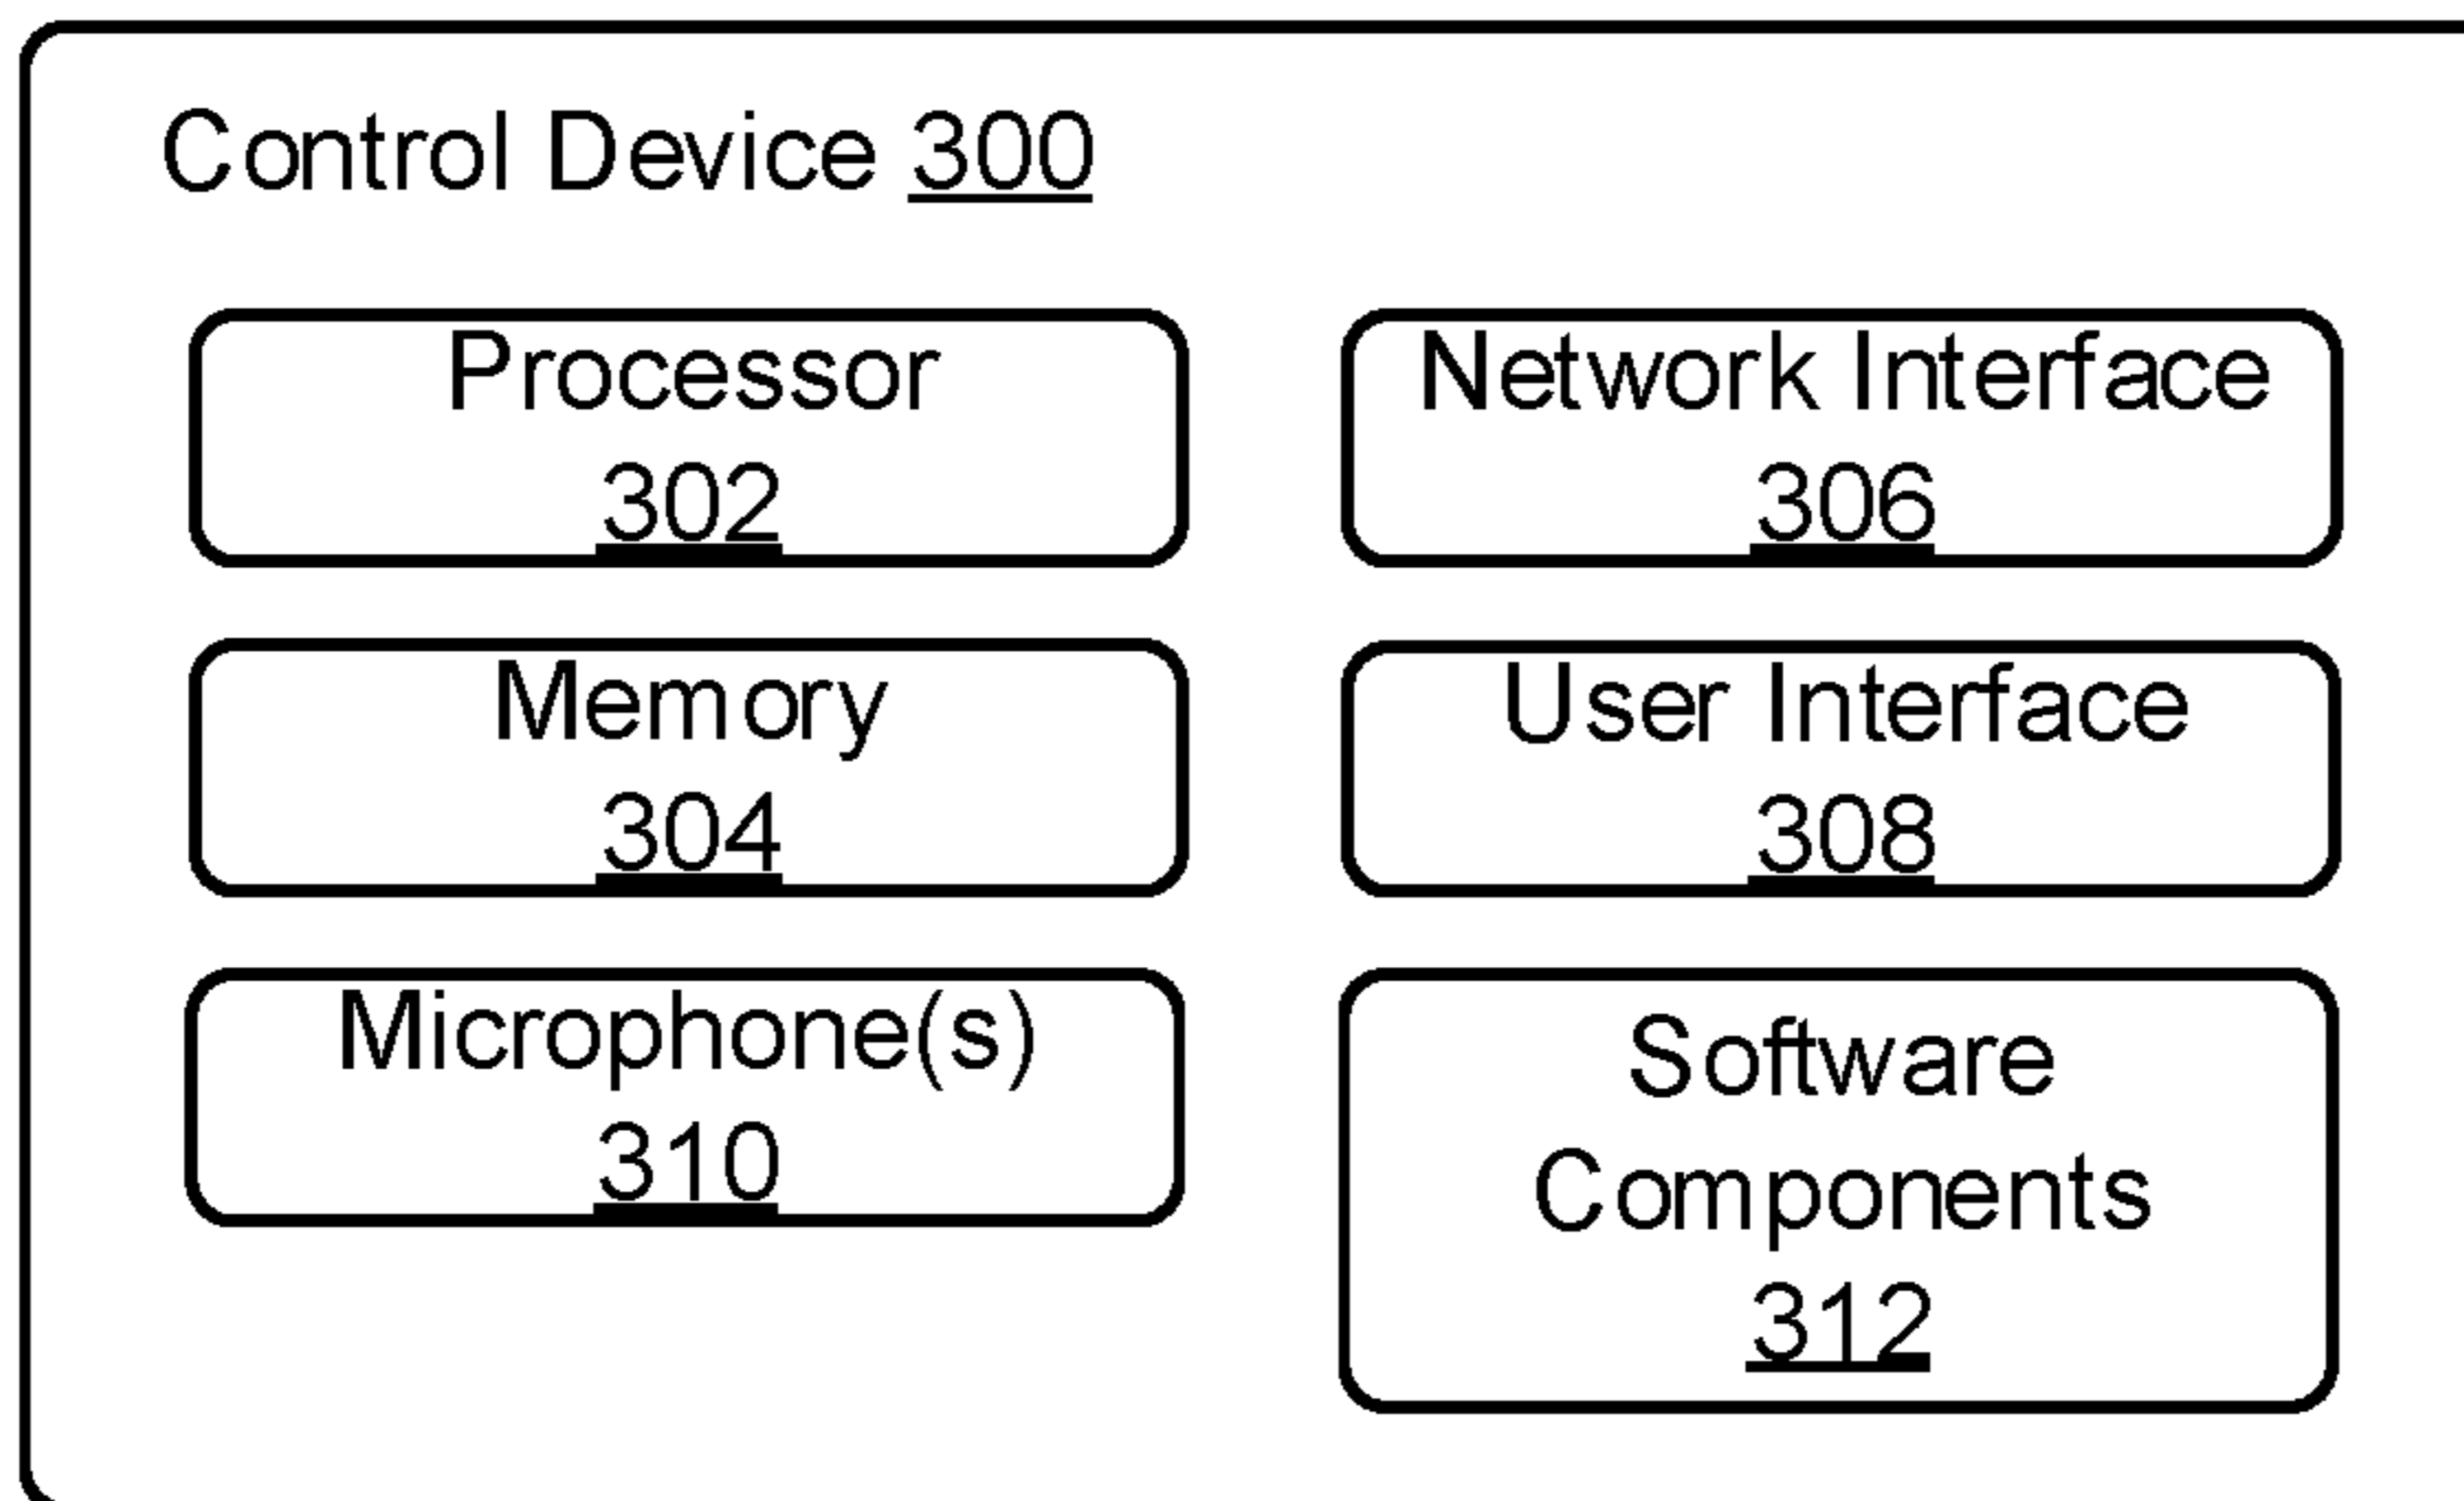 Control Device 300
Processor
302
Network Interface
306
Memory
304
User Interface
308
Microphone(s)
310
Software
Components
312